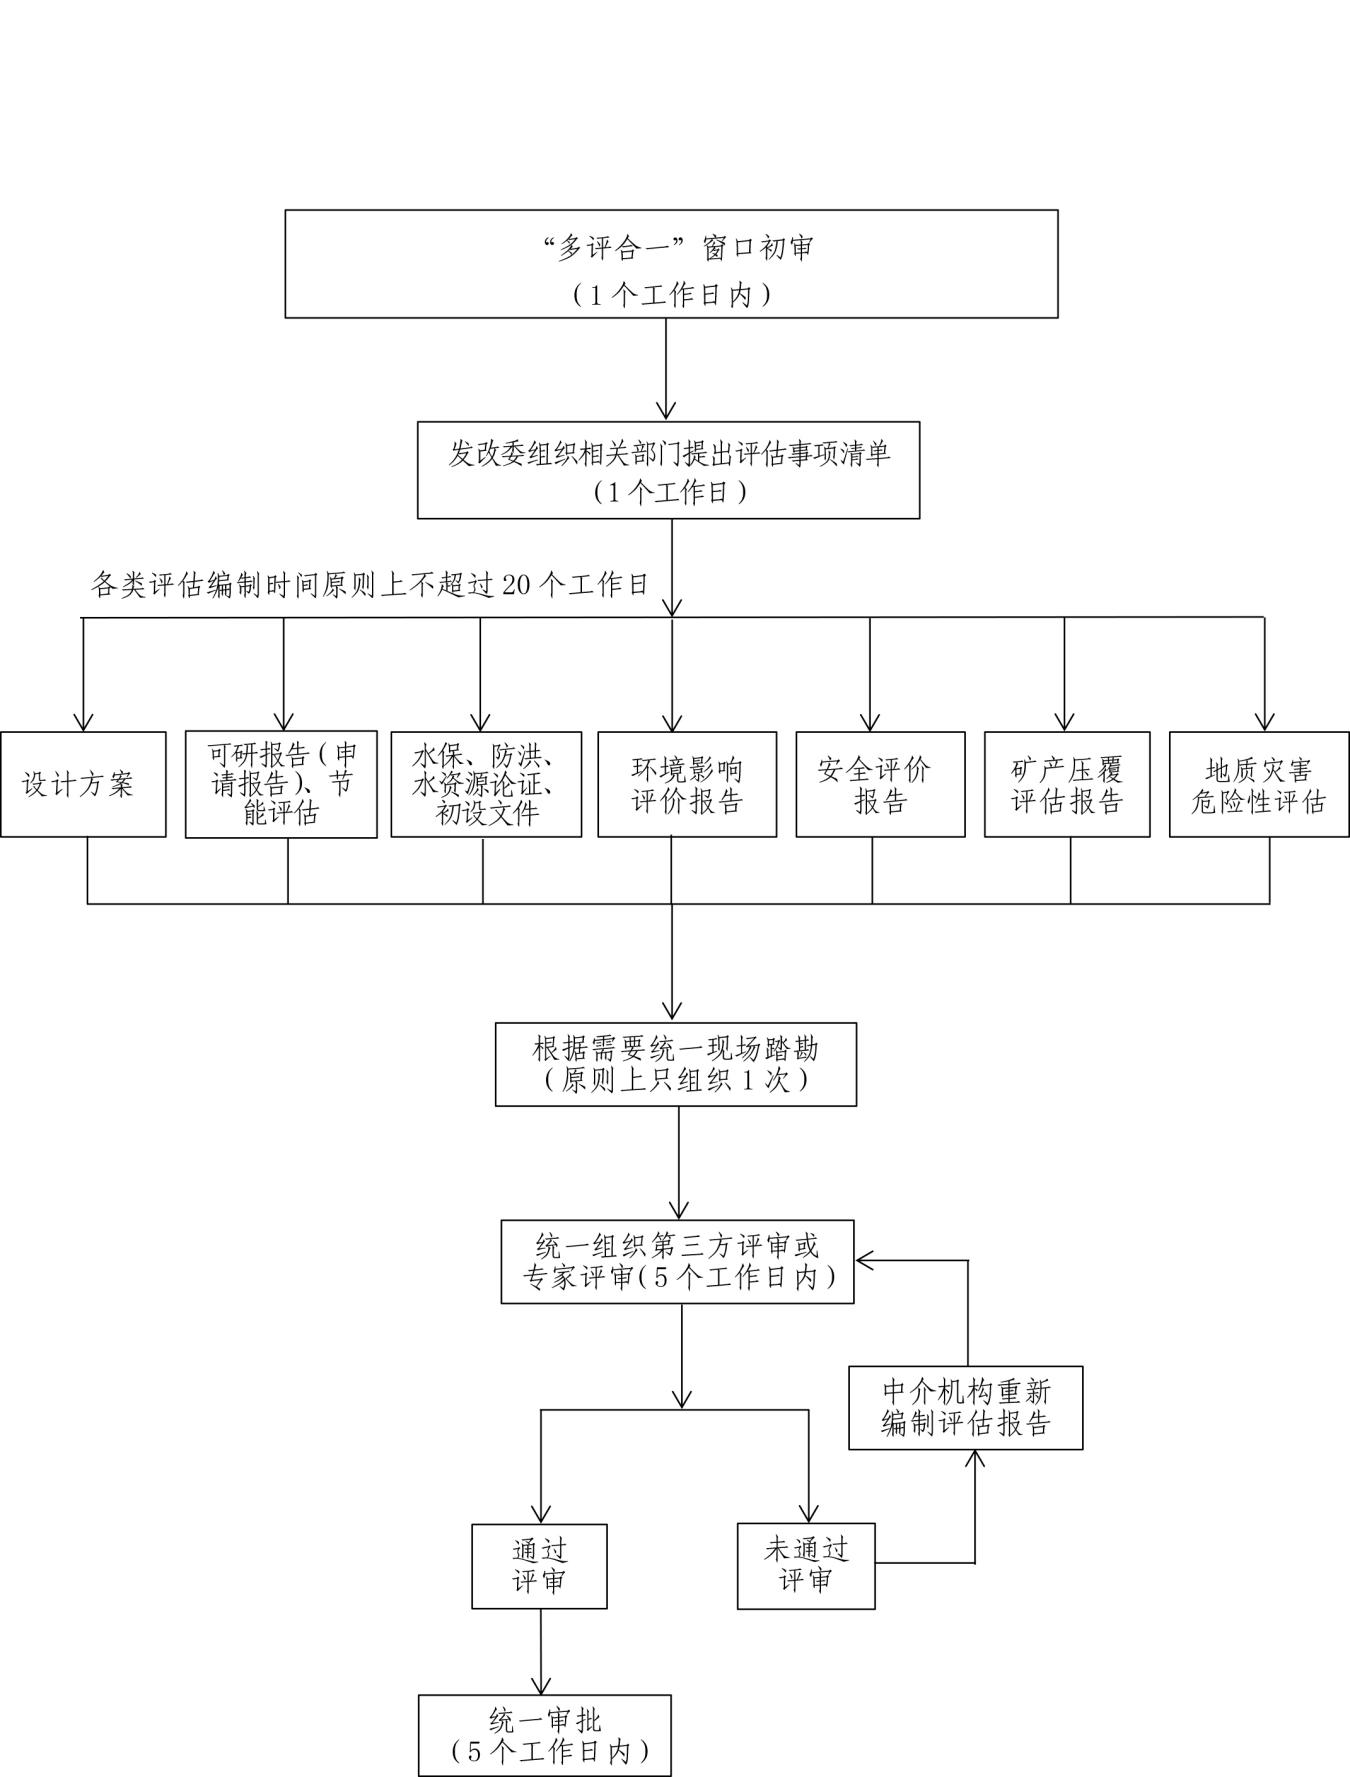 “多评合一”窗口初审
(1个工作日内)
发改委组织相关部门提出评估事项清单
(1个工作日)
各类评估编制时间原则上不超过20个工作日
设计方案
可研报告(申
请报告)、节
能评估
水保、防洪、
水资源论证、
初设文件
环境影响
评价报告
安全评价
报告
矿产压覆
评估报告
地质灾害
危险性评估
根据需要统一现场踏勘
(原则上只组织1次)
统一组织第三方评审或
专家评审(5个工作日内)
中介机构重新
编制评估报告
通过
评审
未通过
评审
统一审批
(5个工作日内)